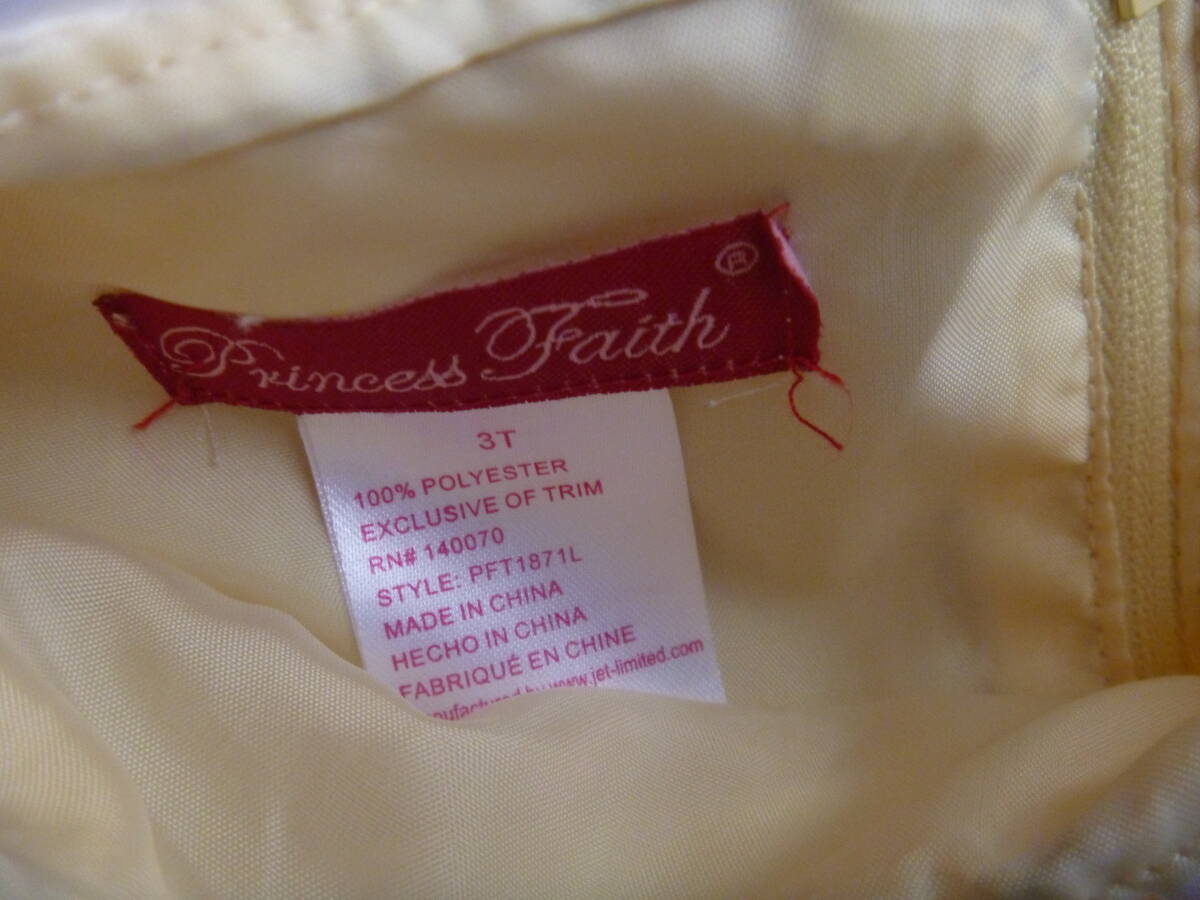 Princess Faith ®
3T
100% POLYESTER
EXCLUSIVE OF TRIM
RN# 140070
STYLE: PFT1871L
MADE IN CHINA
HECHO IN CHINA
FABRIQUÉ EN CHINE
by www.jet-limited.com